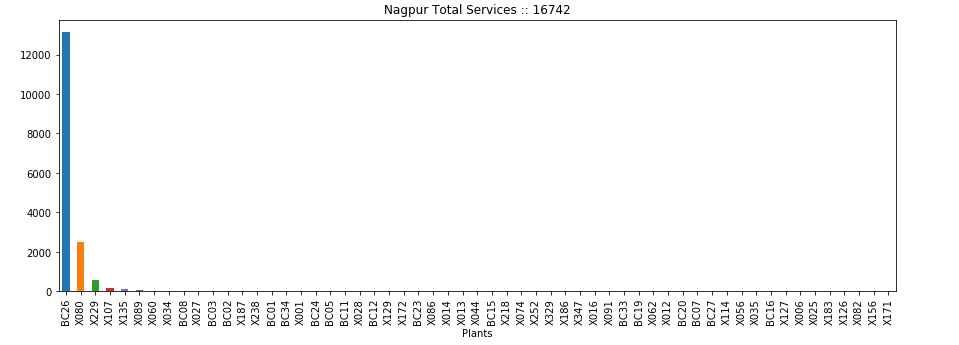 Nagpur Total Services :: 16742
12000
10000
8000
6000
4000
2000
0
BC26
X080
X229
X107
X135
X089
X060
X034
BC08
X027
BC03
BC02
X187
X238
BC01
BC34
X001
BC24
BC05
BC11
X028
BC12
X129
X172
BC23
X086
X014
X013
X044
BC15
X218
X074
X252
X329
X186
X347
X016
X091
BC33
BC19
X062
X012
BC20
BC07
BC27
X114
X056
X035
BC16
X127
X006
X025
X183
X126
X082
X156
X171
Plants